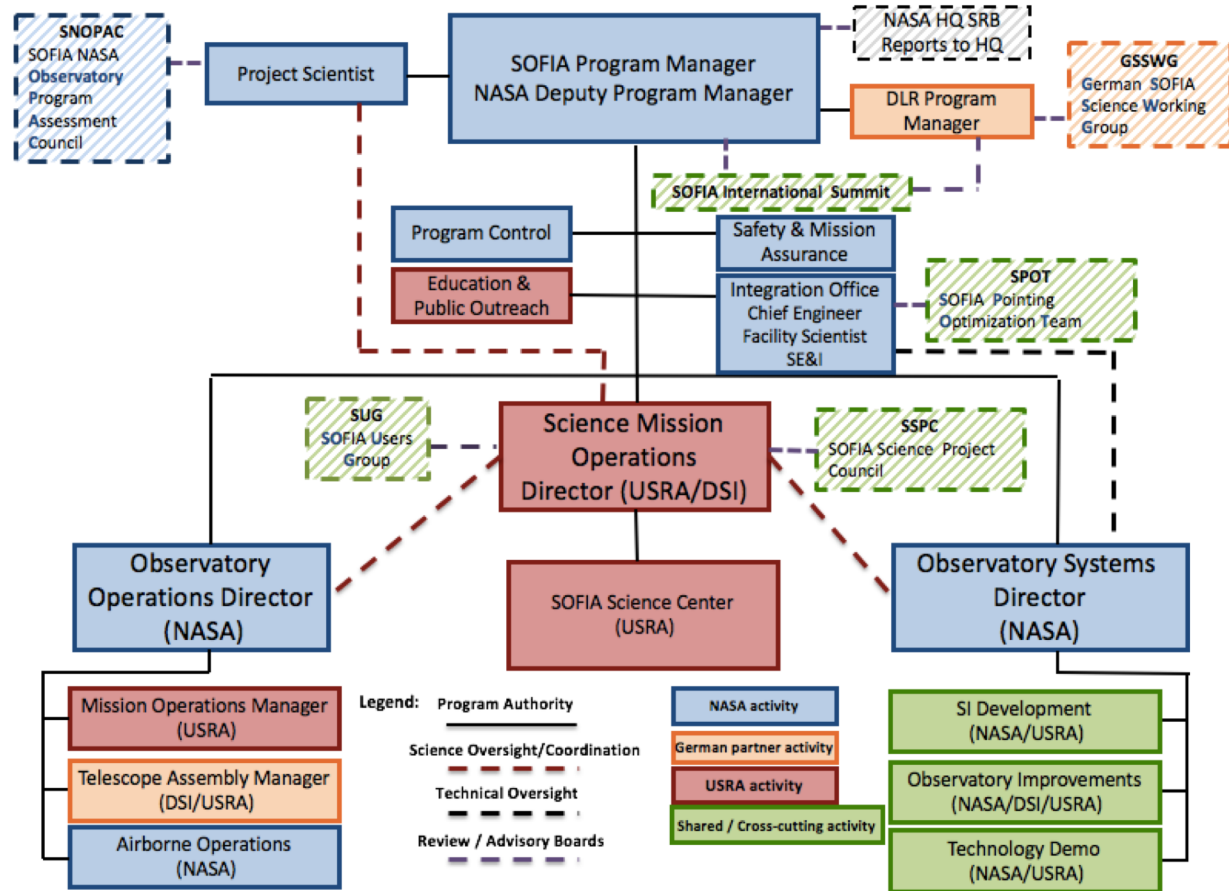 SNOPAC
SOFIA NASA
Observatory
Program
Assessment
Council
Project Scientist
SOFIA Program Manager
NASA Deputy Program Manager
NASA HQ SRB
Reports to HQ
DLR Program
Manager
GSSWG
German SOFIA
Science Working
Group
SOFIA International Summit
Program Control
Safety & Mission
Assurance
Education &
Public Outreach
Integration Office
Chief Engineer
Facility Scientist
SE&I
SPOT
SOFIA Pointing
Optimization Team
SUG
SOFIA Users
Group
Science Mission
Operations
Director (USRA/DSI)
SSPC
SOFIA Science Project
Council
Observatory
Operations Director
(NASA)
SOFIA Science Center
(USRA)
Observatory Systems
Director
(NASA)
Mission Operations Manager
(USRA)
Telescope Assembly Manager
(DSI/USRA)
Airborne Operations
(NASA)
Legend:
Program Authority
Science Oversight/Coordination
Technical Oversight
Review / Advisory Boards
NASA activity
German partner activity
USRA activity
Shared / Cross-cutting activity
SI Development
(NASA/USRA)
Observatory Improvements
(NASA/DSI/USRA)
Technology Demo
(NASA/USRA)